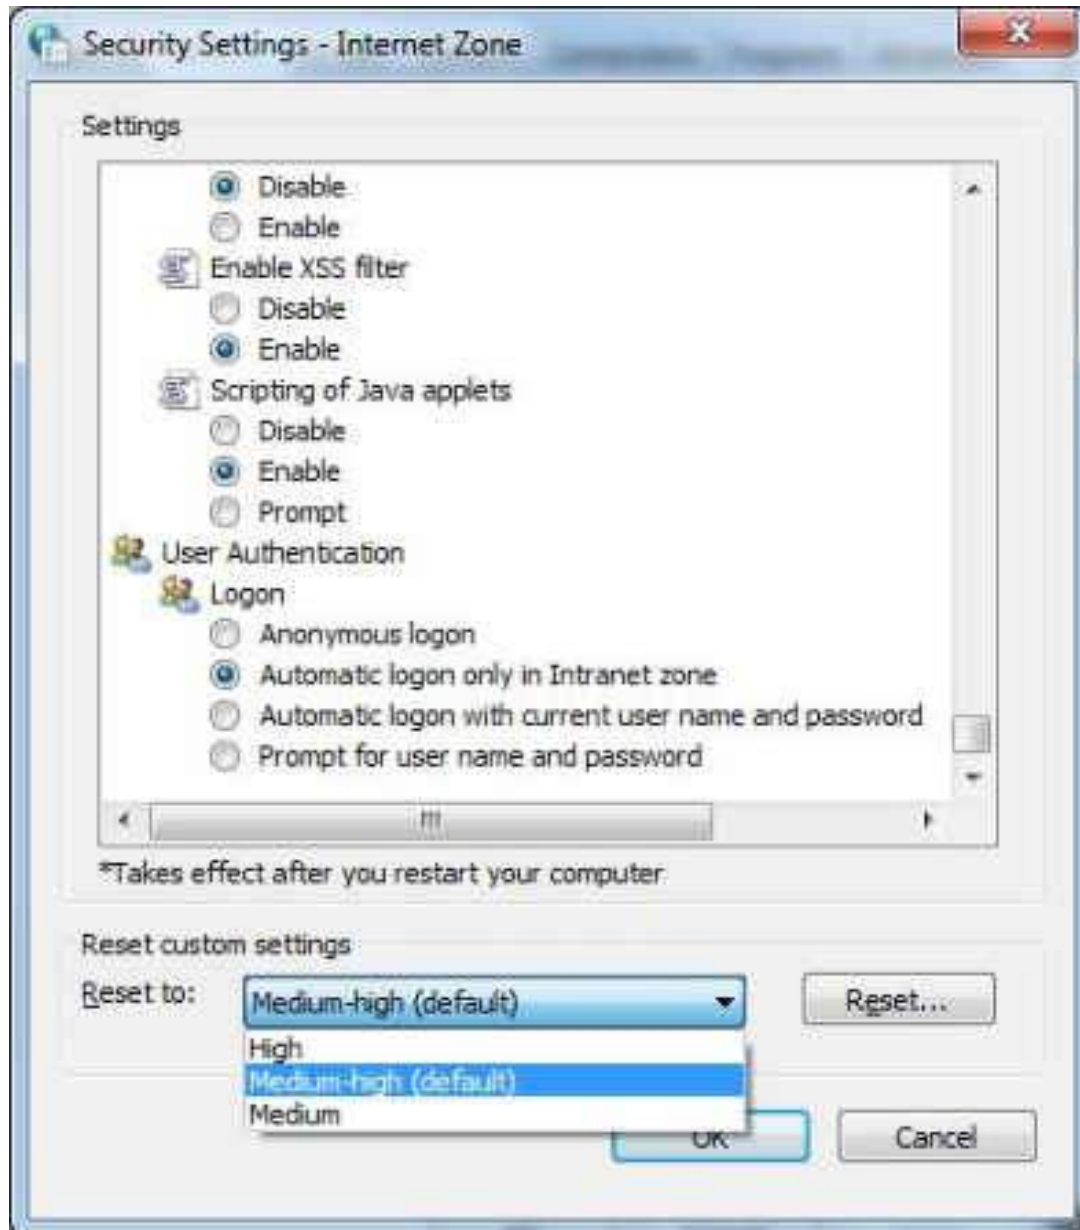 Security Settings - Internet Zone
Settings
Disable
Enable
Enable XSS filter
Disable
Enable
Scripting of Java applets
Disable
Enable
Prompt
User Authentication
Logon
Anonymous logon
Automatic logon only in Intranet zone
Automatic logon with current user name and password
Prompt for user name and password
*Takes effect after you restart your computer
Reset custom settings
Reset to:
Medium-high (default)
Reset...
High
Medium-high (default)
Medium
OK
Cancel